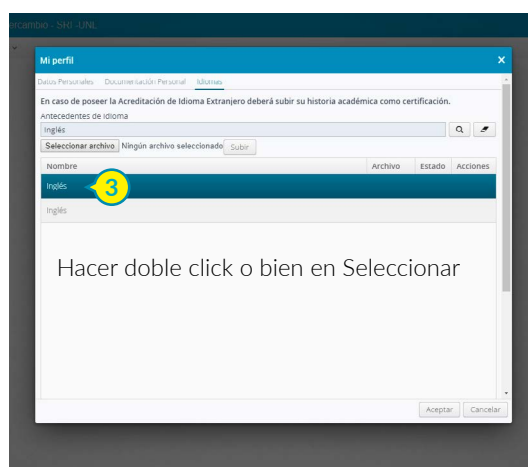 ercambio - SRI -UNL
Mi perfil
×
Datos Personales Documentación Personal Idiomas
En caso de poseer la Acreditación de Idioma Extranjero deberá subir su historia académica como certificación.
Antecedentes de idioma
Inglés
Seleccionar archivo Ningún archivo seleccionado Subir
Nombre Archivo Estado Acciones
Inglés 3
Inglés
Hacer doble click o bien en Seleccionar
Aceptar Cancelar